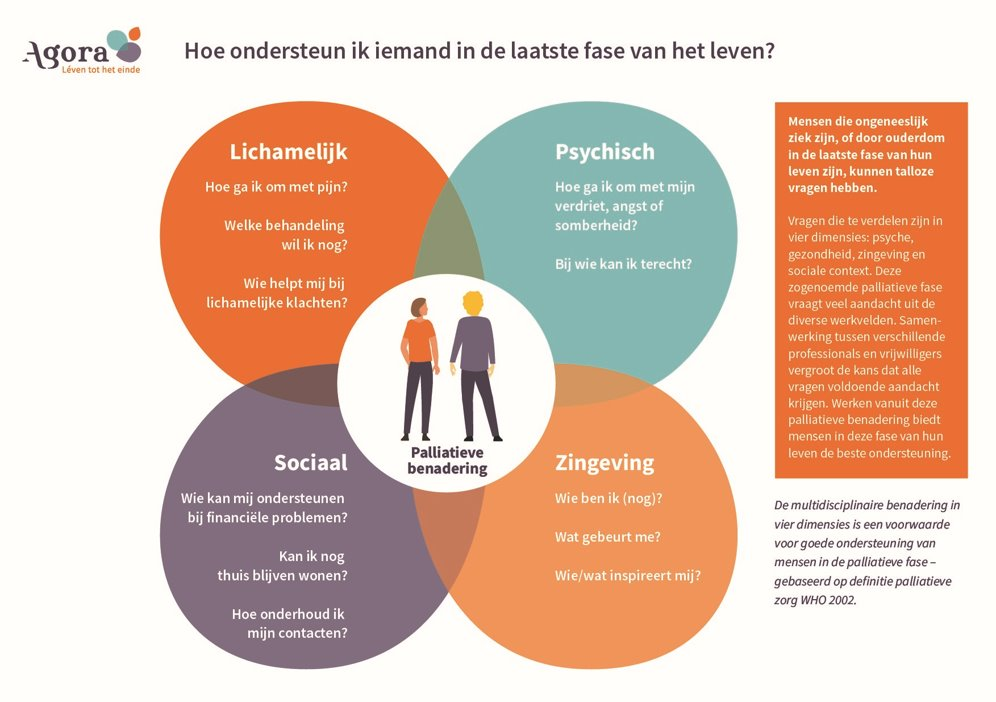 Agora
Léven tot het einde
Hoe ondersteun ik iemand in de laatste fase van het leven?
Lichamelijk
Hoe ga ik om met pijn?
Welke behandeling
wil ik nog?
Wie helpt mij bij
lichamelijke klachten?
Psychisch
Hoe ga ik om met mijn
verdriet, angst of
somberheid?
Bij wie kan ik terecht?
Palliatieve
benadering
Sociaal
Wie kan mij ondersteunen
bij financiële problemen?
Kan ik nog
thuis blijven wonen?
Hoe onderhoud ik
mijn contacten?
Zingeving
Wie ben ik (nog)?
Wat gebeurt me?
Wie/wat inspireert mij?
Mensen die ongeneeslijk
ziek zijn, of door ouderdom
in de laatste fase van hun
leven zijn, kunnen talloze
vragen hebben.
Vragen die te verdelen zijn in
vier dimensies: psyche,
gezondheid, zingeving en
sociale context. Deze
zogenoemde palliatieve fase
vraagt veel aandacht uit de
diverse werkvelden. Samen-
werking tussen verschillende
professionals en vrijwilligers
vergroot de kans dat alle
vragen voldoende aandacht
krijgen. Werken vanuit deze
palliatieve benadering biedt
mensen in deze fase van hun
leven de beste ondersteuning.
De multidisciplinaire benadering in
vier dimensies is een voorwaarde
voor goede ondersteuning van
mensen in de palliatieve fase –
gebaseerd op definitie palliatieve
zorg WHO 2002.